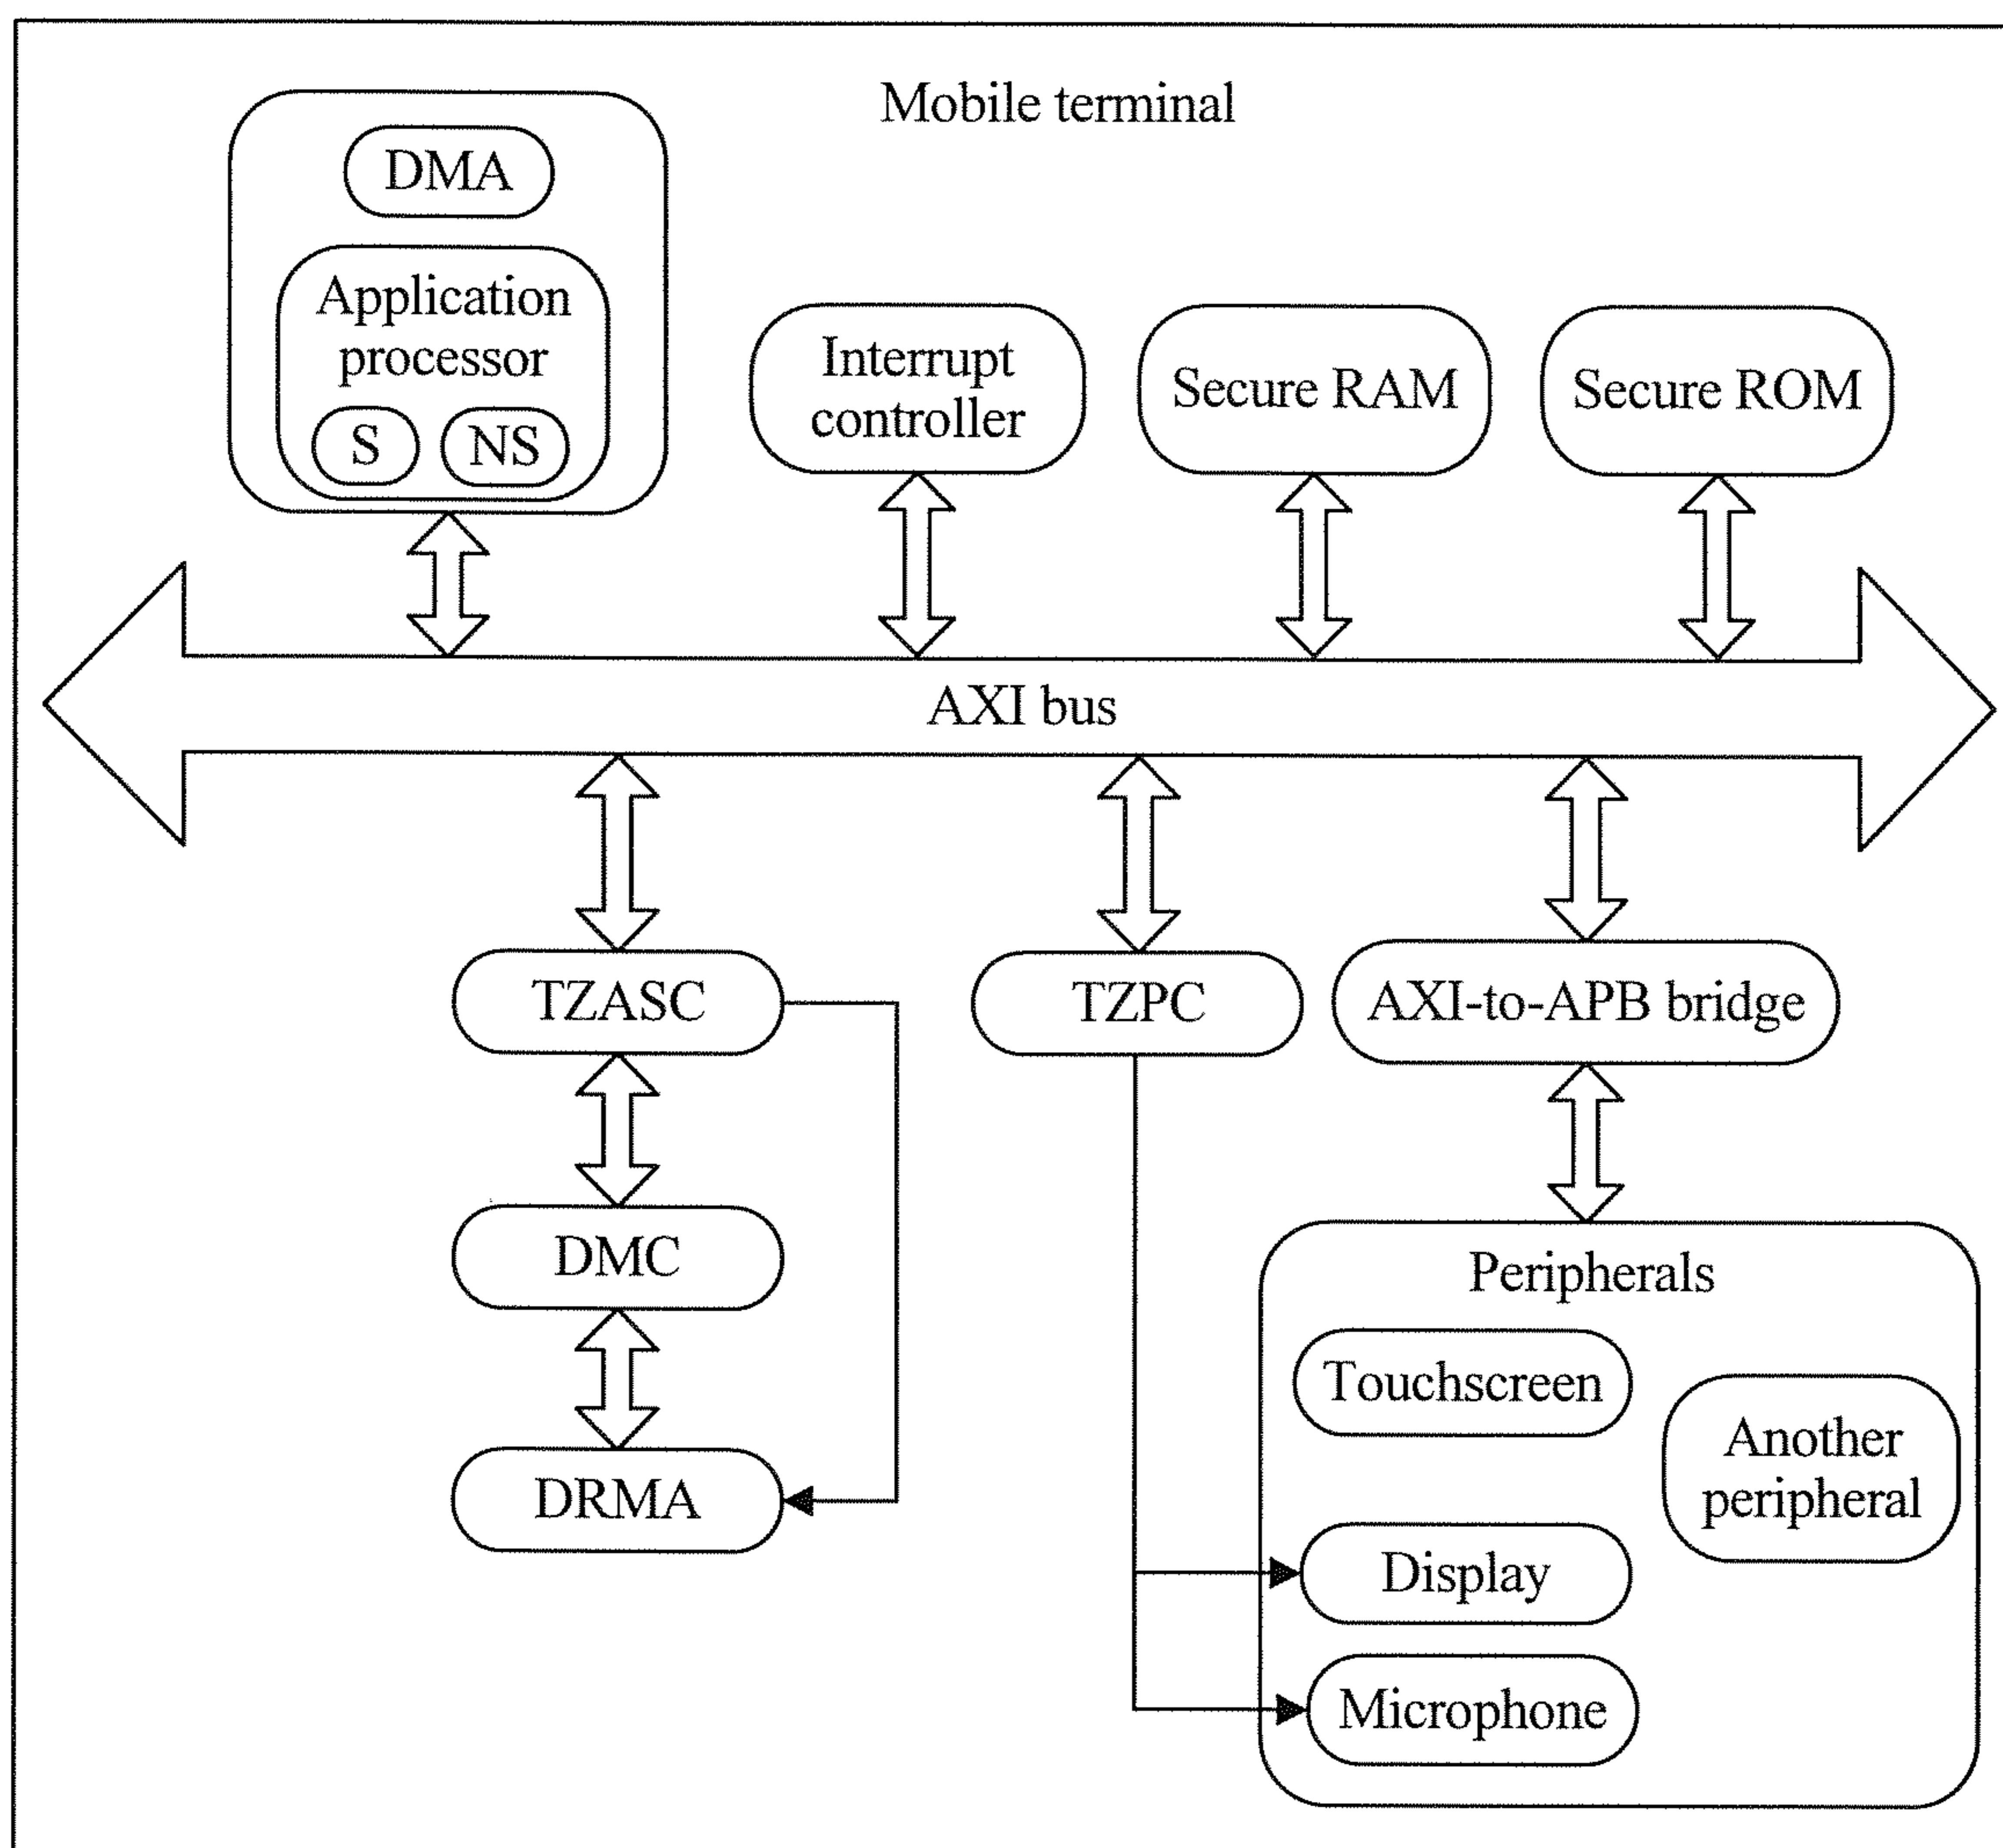 Mobile terminal
DMA
Application
processor
S
NS
Interrupt
controller
Secure RAM
Secure ROM
AXI bus
TZASC
TZPC
AXI-to-APB bridge
DMC
DRMA
Peripherals
Touchscreen
Another
peripheral
Display
Microphone